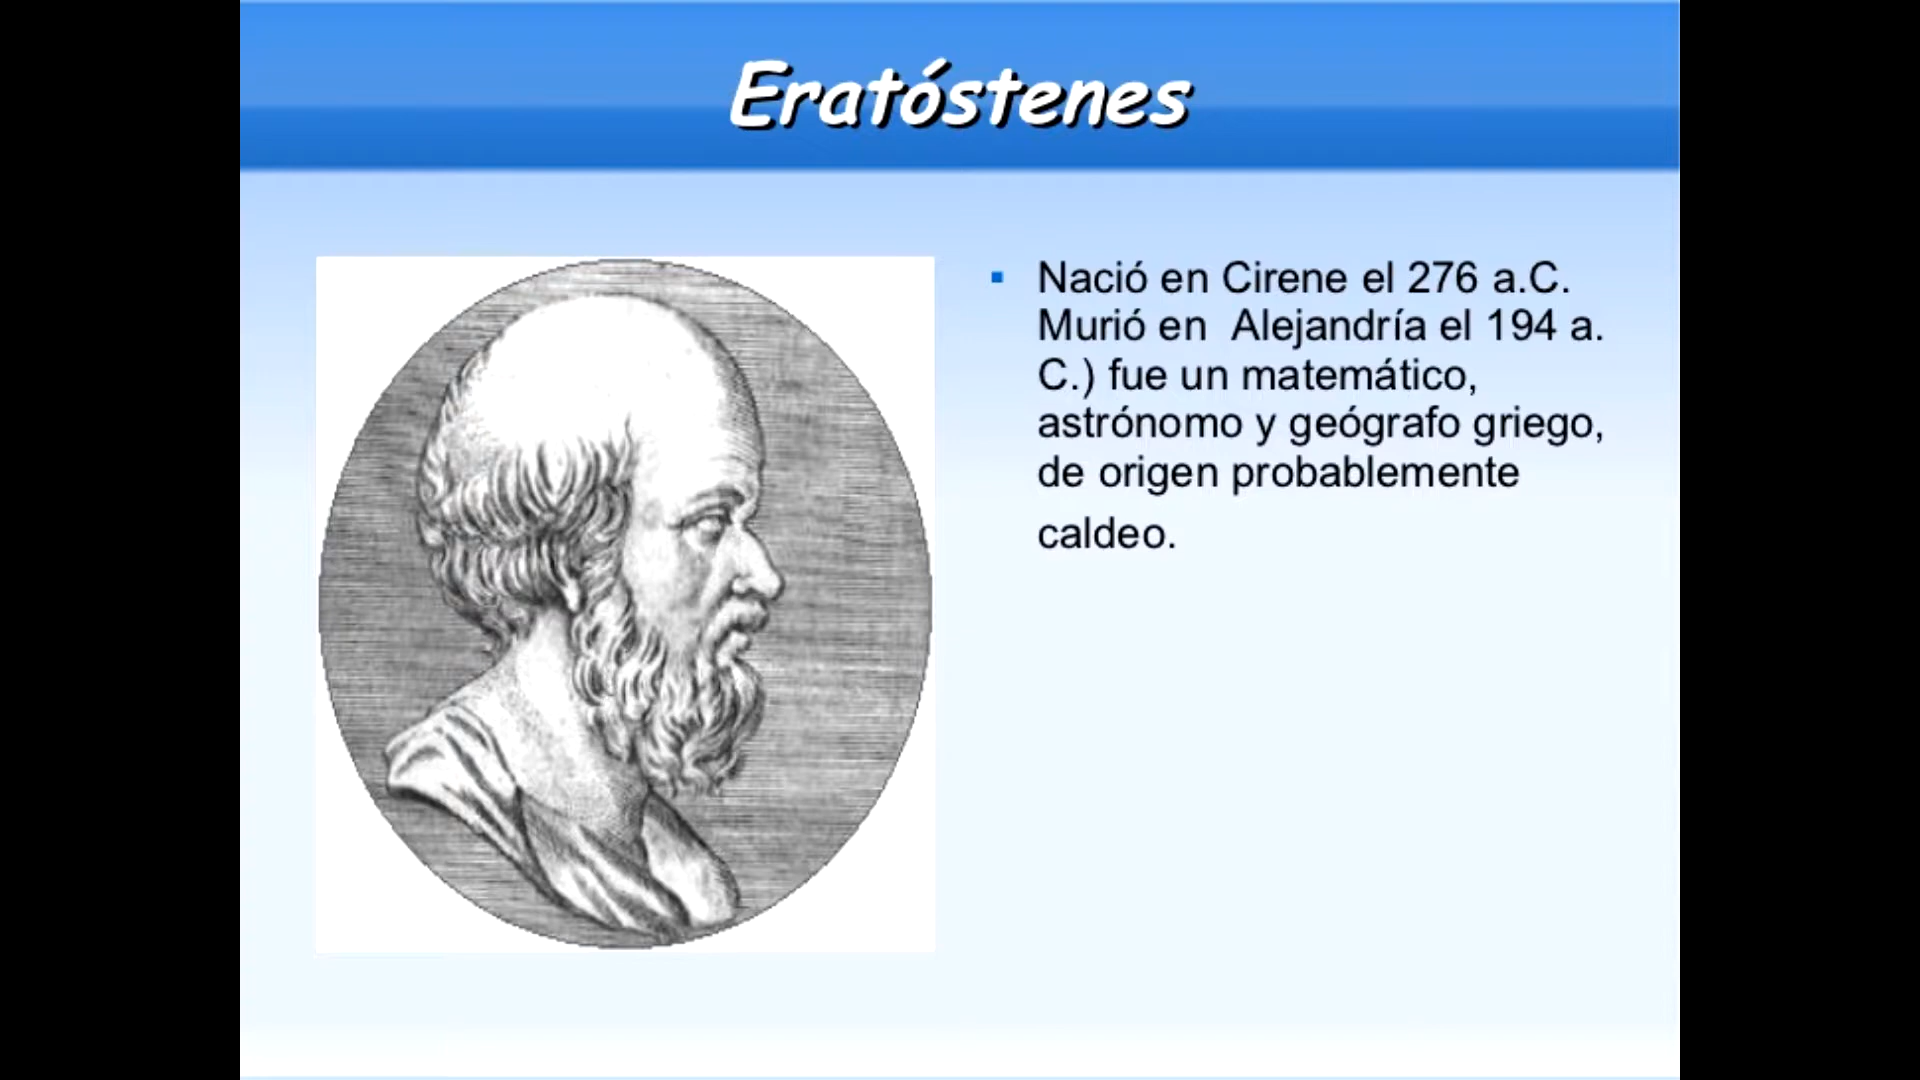 Eratóstenes
Nació en Cirene el 276 a.C.
Murió en  Alejandría el 194 a.
C.) fue un matemático,
astrónomo y geógrafo griego,
de origen probablemente
caldeo.